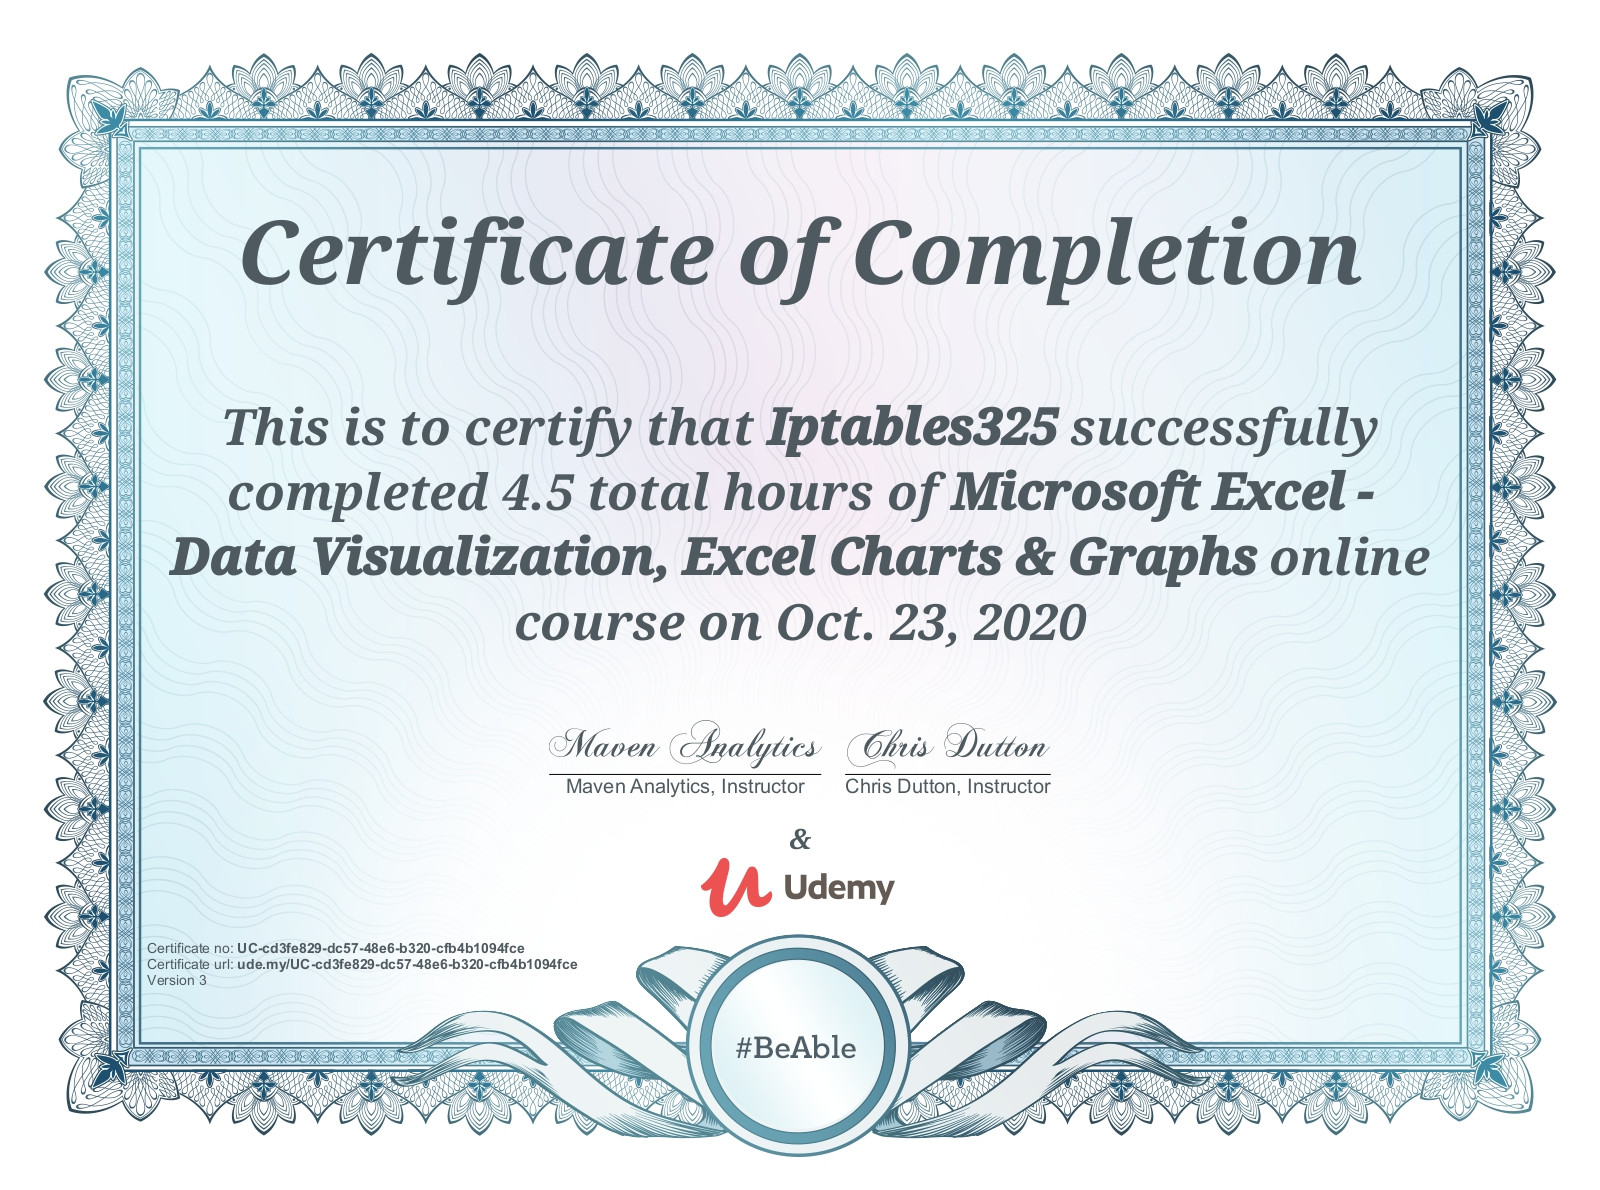 Certificate of Completion
This is to certify that Iptables325 successfully
completed 4.5 total hours of Microsoft Excel -
Data Visualization, Excel Charts & Graphs online
course on Oct. 23, 2020
Maven Analytics Chris Dutton
Maven Analytics, Instructor Chris Dutton, Instructor
&
Udemy
Certificate no: UC-cd3fe829-dc57-48e6-b320-cfb4b1094fce
Certificate url: ude.my/UC-cd3fe829-dc57-48e6-b320-cfb4b1094fce
Version 3
#BeAble